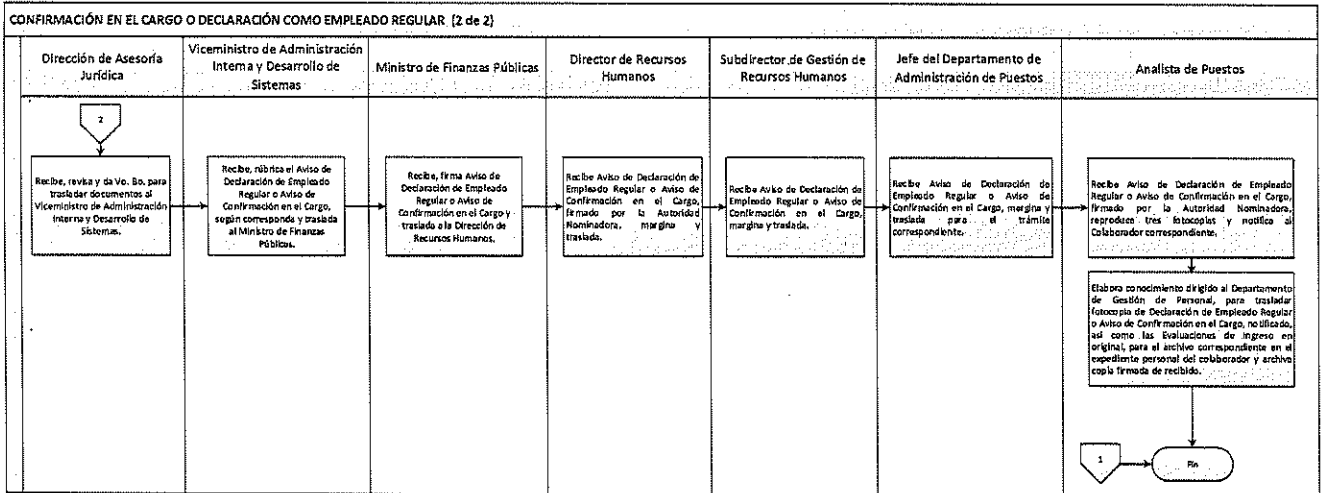 CONFIRMACIÓN EN EL CARGO O DECLARACIÓN COMO EMPLEADO REGULAR (2 de 2)
Dirección de Asesoría
Jurídica
Viceministro de Administración
Interna y Desarrollo de
Sistemas
Ministro de Finanzas Públicas
Director de Recursos
Humanos
Subdirector de Gestión de
Recursos Humanos
Jefe del Departamento de
Administración de Puestos
Analista de Puestos
2
Recibe, revisa y da Vo. Bo. para
trasladar documentos al
Viceministro de Administración
Interna y Desarrollo de
Sistemas.
Recibe, rúbrica el Aviso de
Declaración de Empleado
Regular o Aviso de
Confirmación en el Cargo,
según corresponda y traslada
al Ministro de Finanzas
Públicas.
Recibe, firma Aviso de
Declaración de Empleado
Regular o Aviso de
Confirmación en el Cargo y
traslada a la Dirección de
Recursos Humanos.
Recibe Aviso de Declaración de
Empleado Regular o Aviso de
Confirmación en el Cargo,
firmado por la Autoridad
Nominadora, margina y
traslada.
Recibe Aviso de Declaración de
Empleado Regular o Aviso de
Confirmación en el Cargo,
margina y traslada.
Recibe Aviso de Declaración de
Empleado Regular o Aviso de
Confirmación en el Cargo, margina y
traslada para el trámite
correspondiente.
Recibe Aviso de Declaración de Empleado
Regular o Aviso de Confirmación en el Cargo,
firmado por la Autoridad Nominadora,
reproduce tres fotocopias y notifica al
Colaborador correspondiente.
Elabora conocimiento dirigido al Departamento
de Gestión de Personal, para trasladar
fotocopia de Declaración de Empleado Regular
o Aviso de Confirmación en el Cargo, notificado,
así como las Evaluaciones de Ingreso en
original, para el archivo correspondiente en el
expediente personal del colaborador y archiva
copia firmada de recibido.
1
Fin